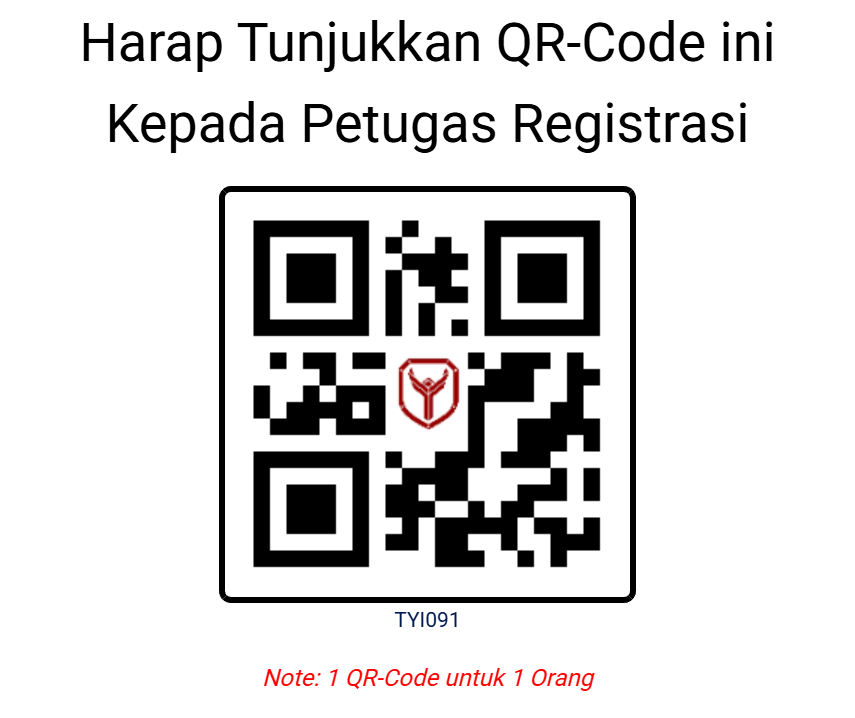 Harap Tunjukkan QR-Code ini
Kepada Petugas Registrasi
TYI091
Note: 1 QR-Code untuk 1 Orang